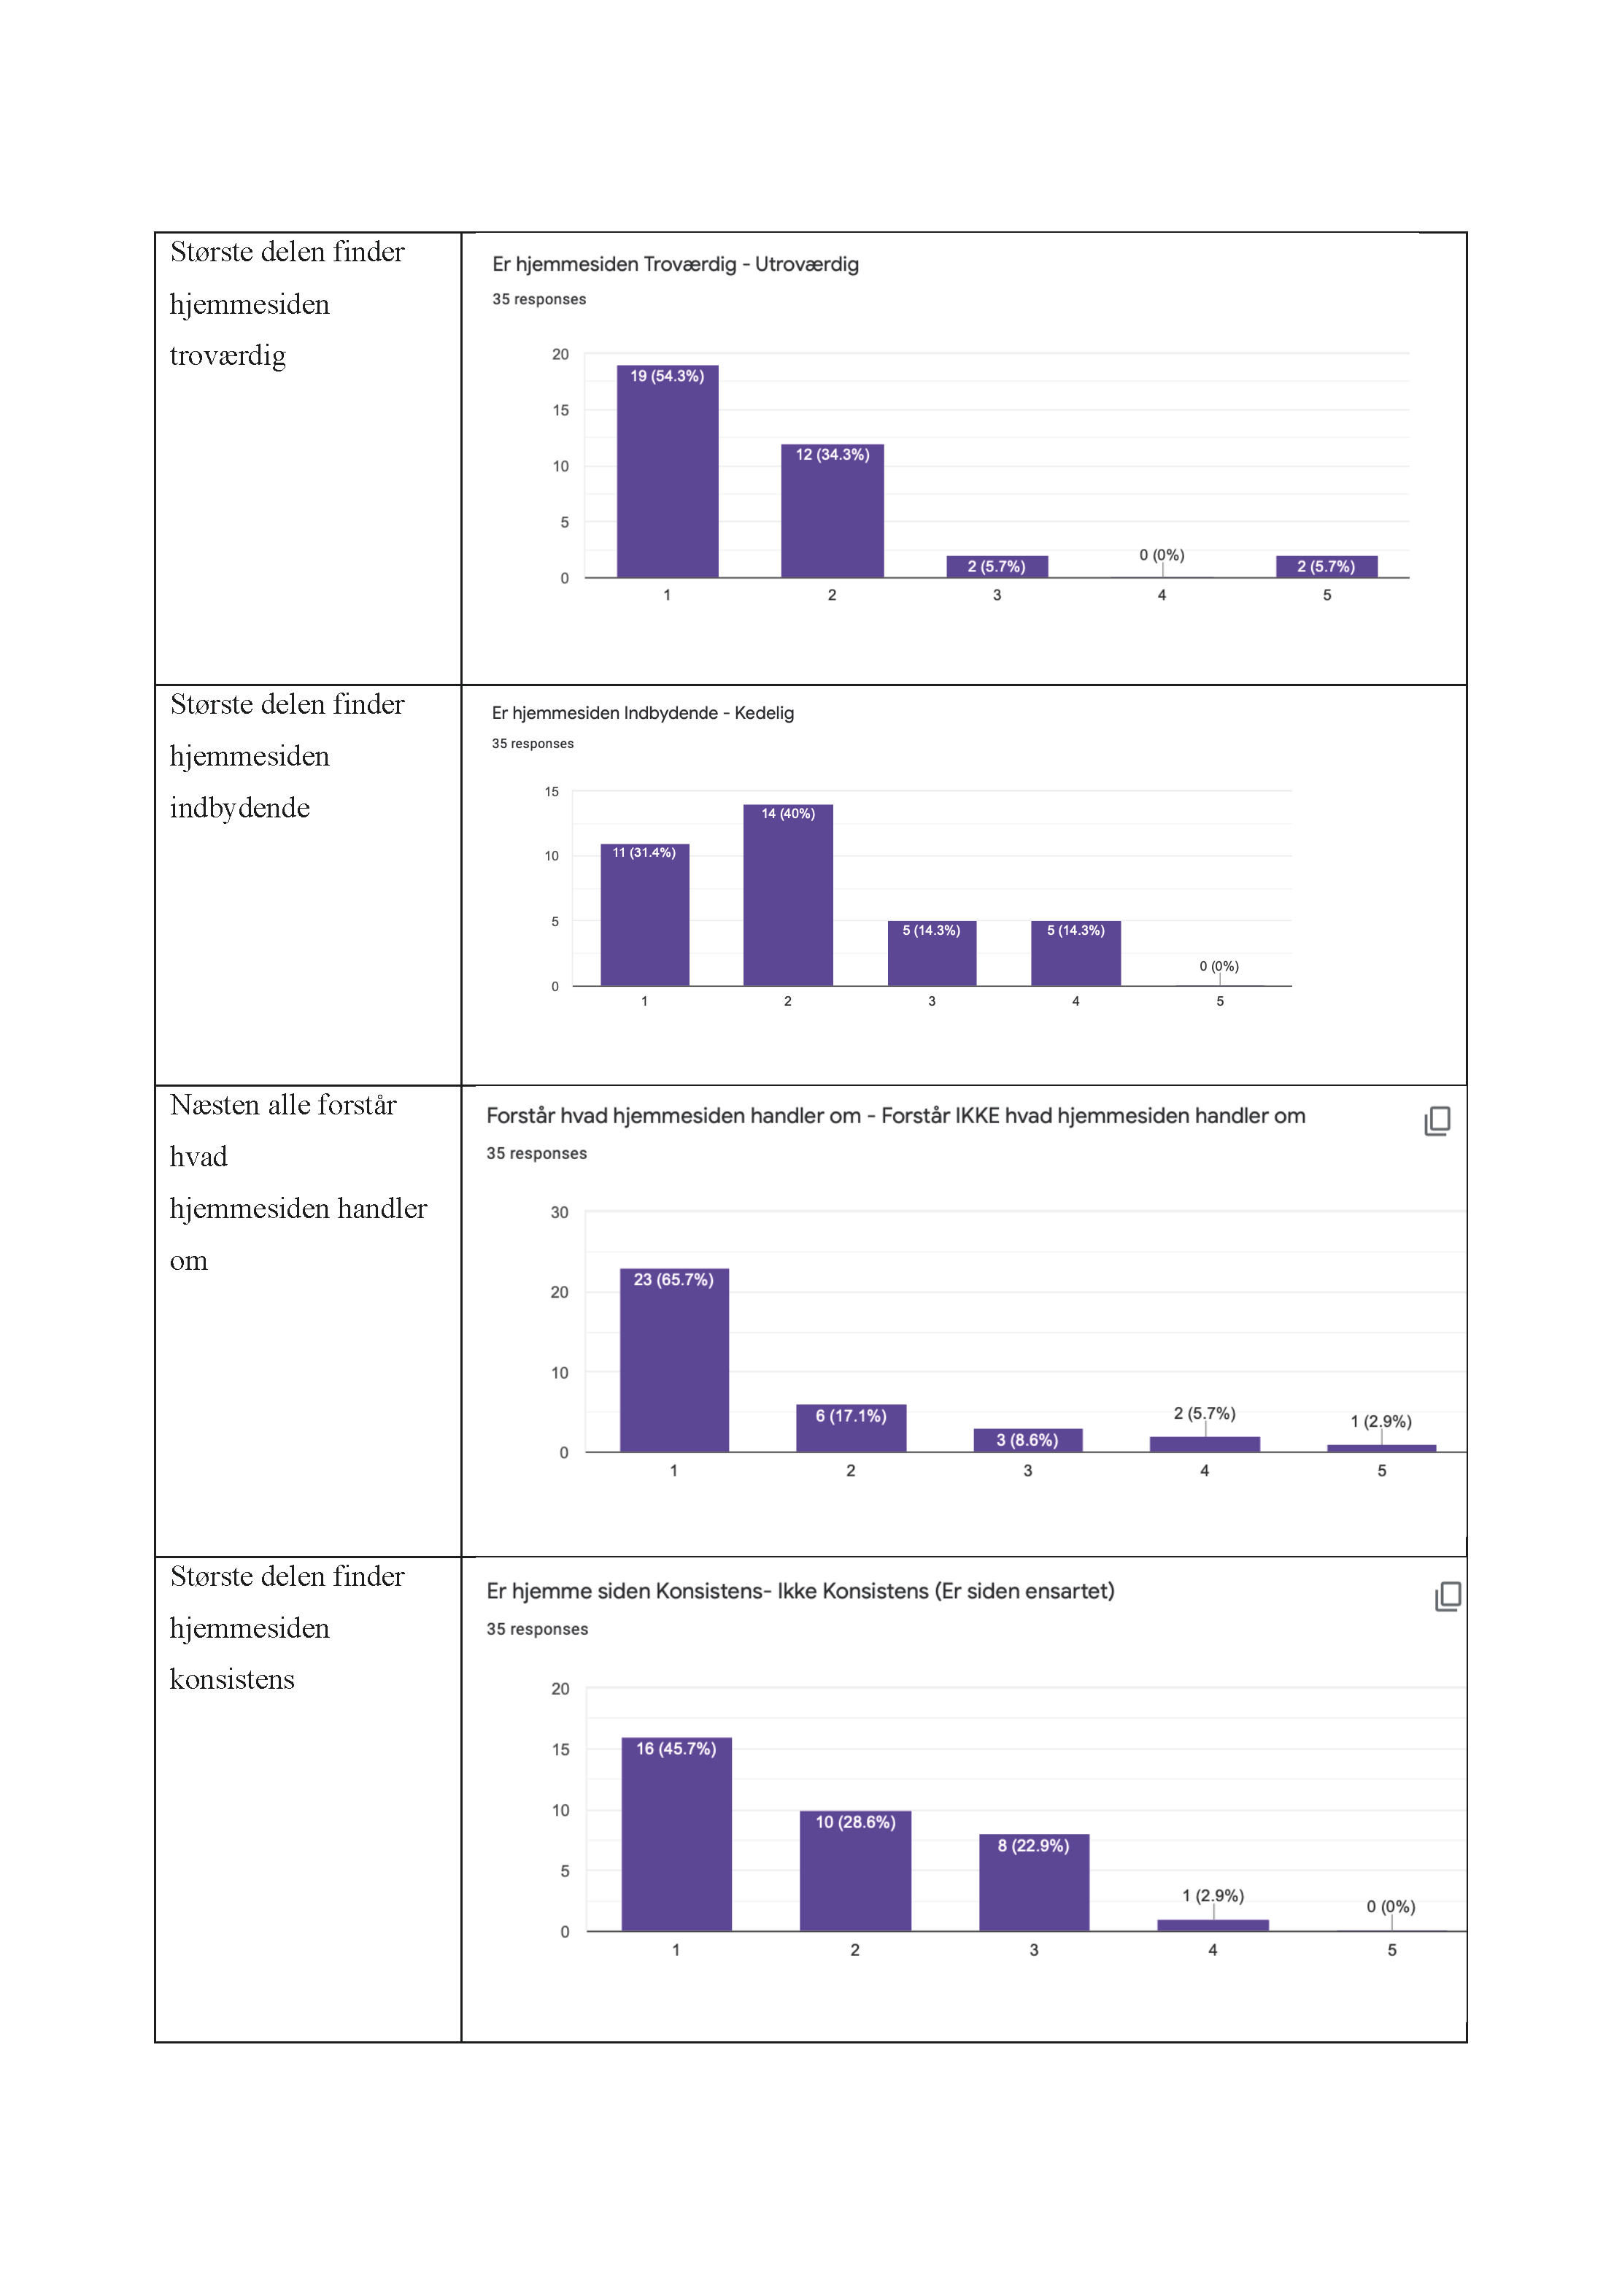 Største delen finder
hjemmesiden
troværdig
Er hjemmesiden Troværdig - Utroværdig
35 responses
20
15
10
5
0
19 (54.3%)
12 (34.3%)
2 (5.7%)
0 (0%)
2 (5.7%)
1
2
3
4
5
Største delen finder
hjemmesiden
indbydende
Er hjemmesiden Indbydende - Kedelig
35 responses
15
10
5
0
11 (31.4%)
14 (40%)
5 (14.3%)
5 (14.3%)
0 (0%)
1
2
3
4
5
Næsten alle forstår
hvad
hjemmesiden handler
om
Forstår hvad hjemmesiden handler om - Forstår IKKE hvad hjemmesiden handler om
35 responses
30
20
10
0
23 (65.7%)
6 (17.1%)
3 (8.6%)
2 (5.7%)
1 (2.9%)
1
2
3
4
5
Største delen finder
hjemmesiden
konsistens
Er hjemme siden Konsistens- Ikke Konsistens (Er siden ensartet)
35 responses
20
15
10
5
0
16 (45.7%)
10 (28.6%)
8 (22.9%)
1 (2.9%)
0 (0%)
1
2
3
4
5